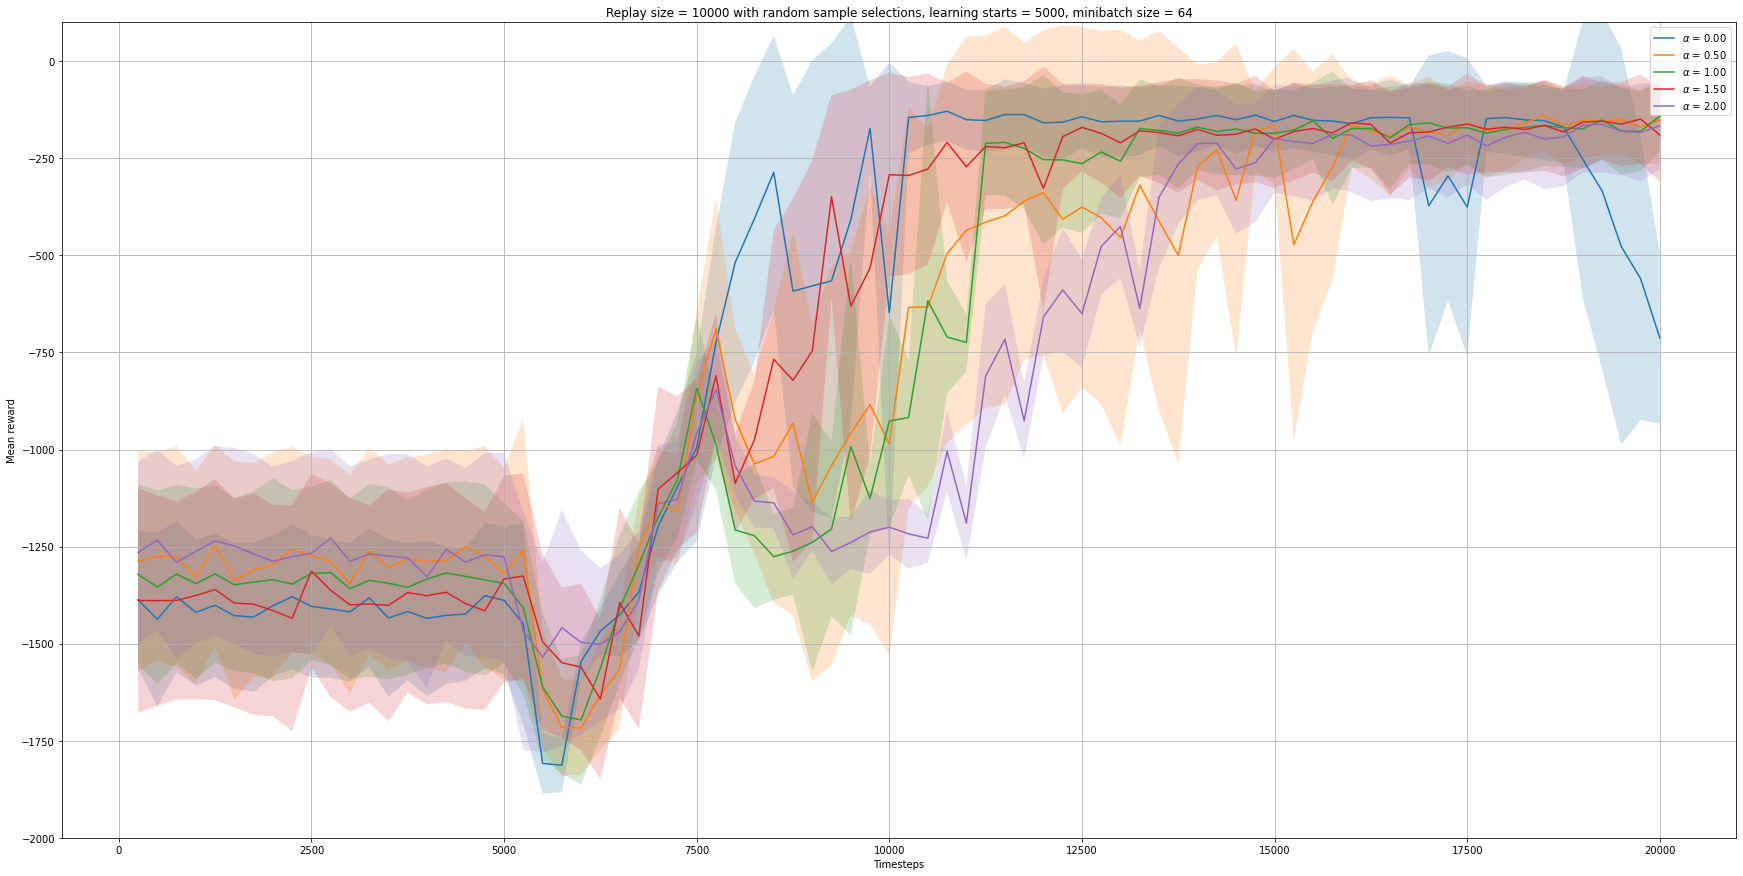 Replay size = 10000 with random sample selections, learning starts = 5000, minibatch size = 64
α = 0.00
α = 0.50
α = 1.00
α = 1.50
α = 2.00
0
−250
−500
−750
−1000
−1250
−1500
−1750
−2000
Mean reward
0 2500 5000 7500 10000 12500 15000 17500 20000
Timesteps